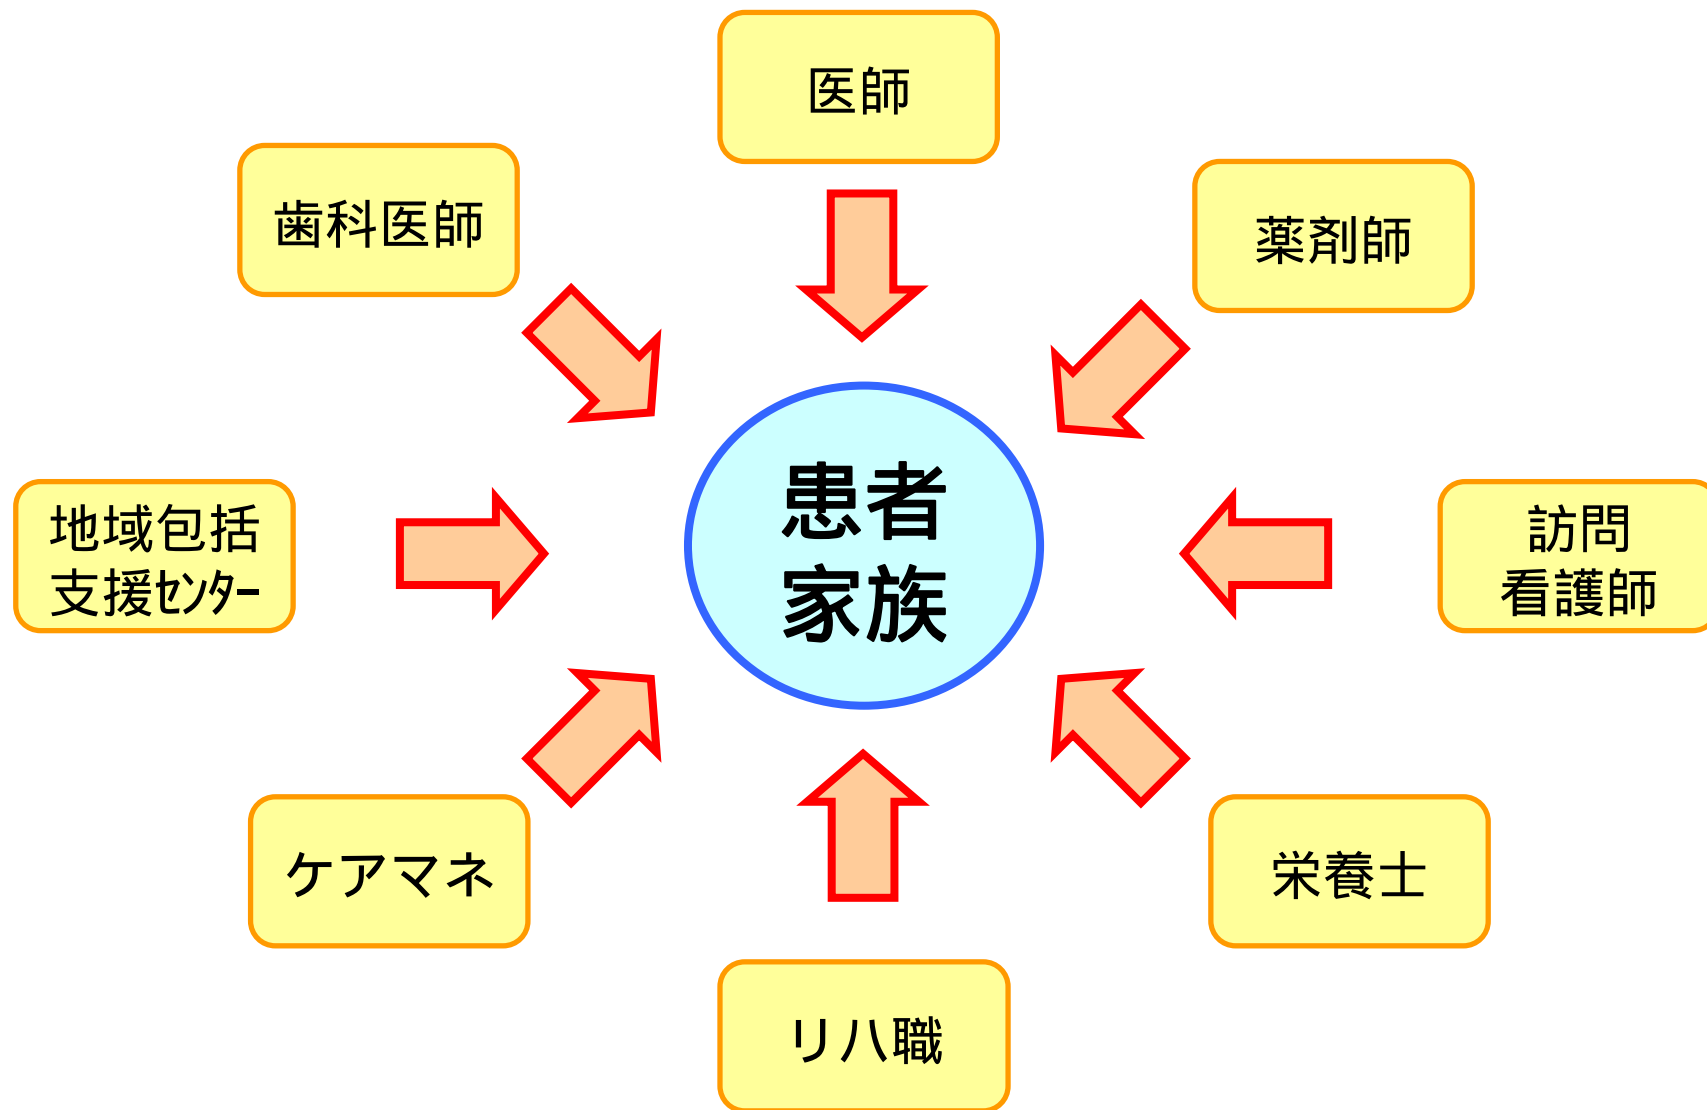 医師
歯科医師
薬剤師
患者
家族
地域包括
支援ｾﾝﾀｰ
訪問
看護師
ケアマネ
栄養士
リハ職